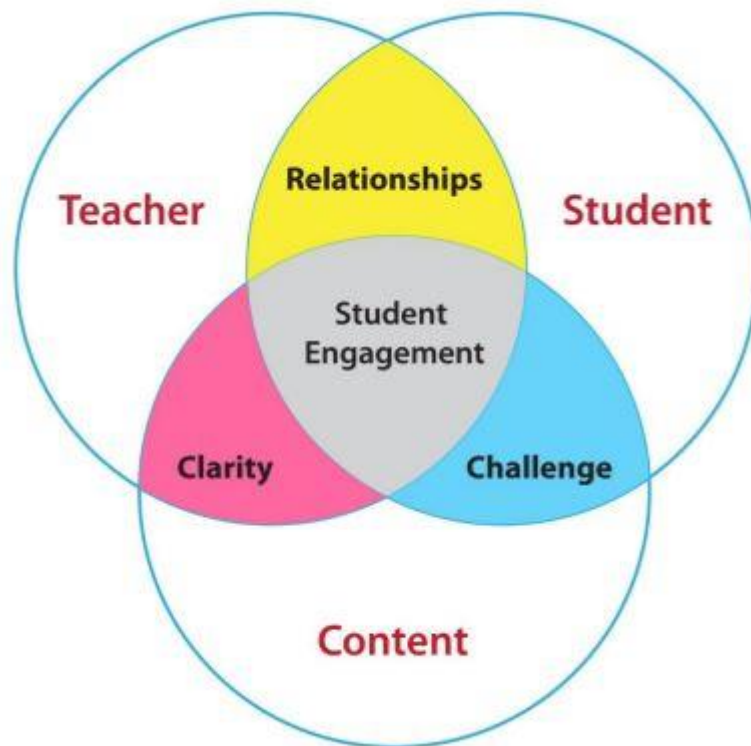 Relationships
Teacher
Student
Student
Engagement
Clarity
Challenge
Content